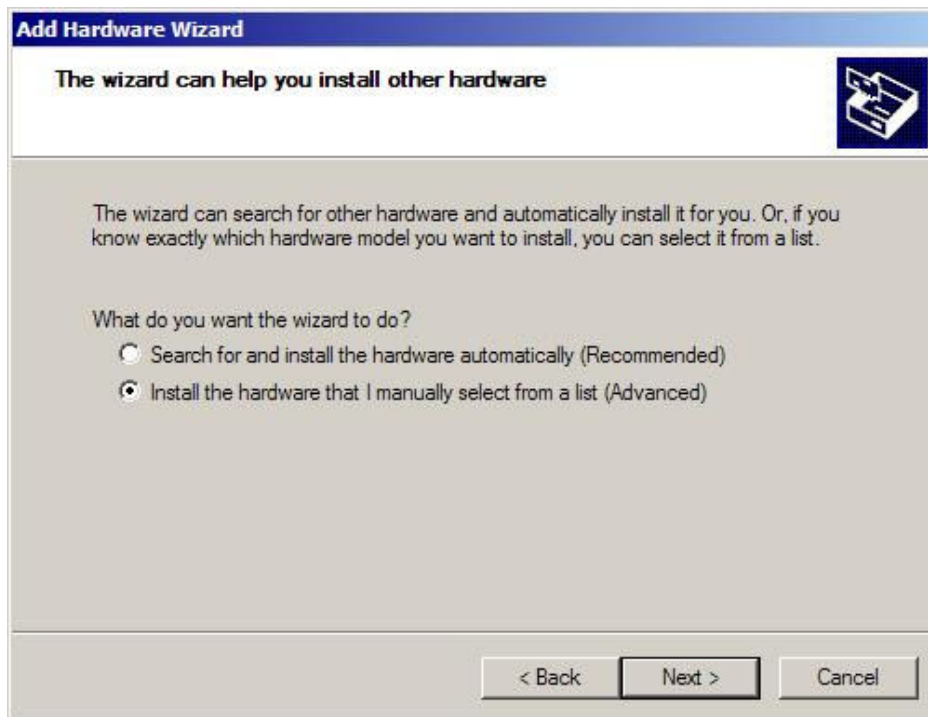 Add Hardware Wizard
The wizard can help you install other hardware
The wizard can search for other hardware and automatically install it for you. Or, if you
know exactly which hardware model you want to install, you can select it from a list.
What do you want the wizard to do?
Search for and install the hardware automatically (Recommended)
Install the hardware that I manually select from a list (Advanced)
< Back Next > Cancel